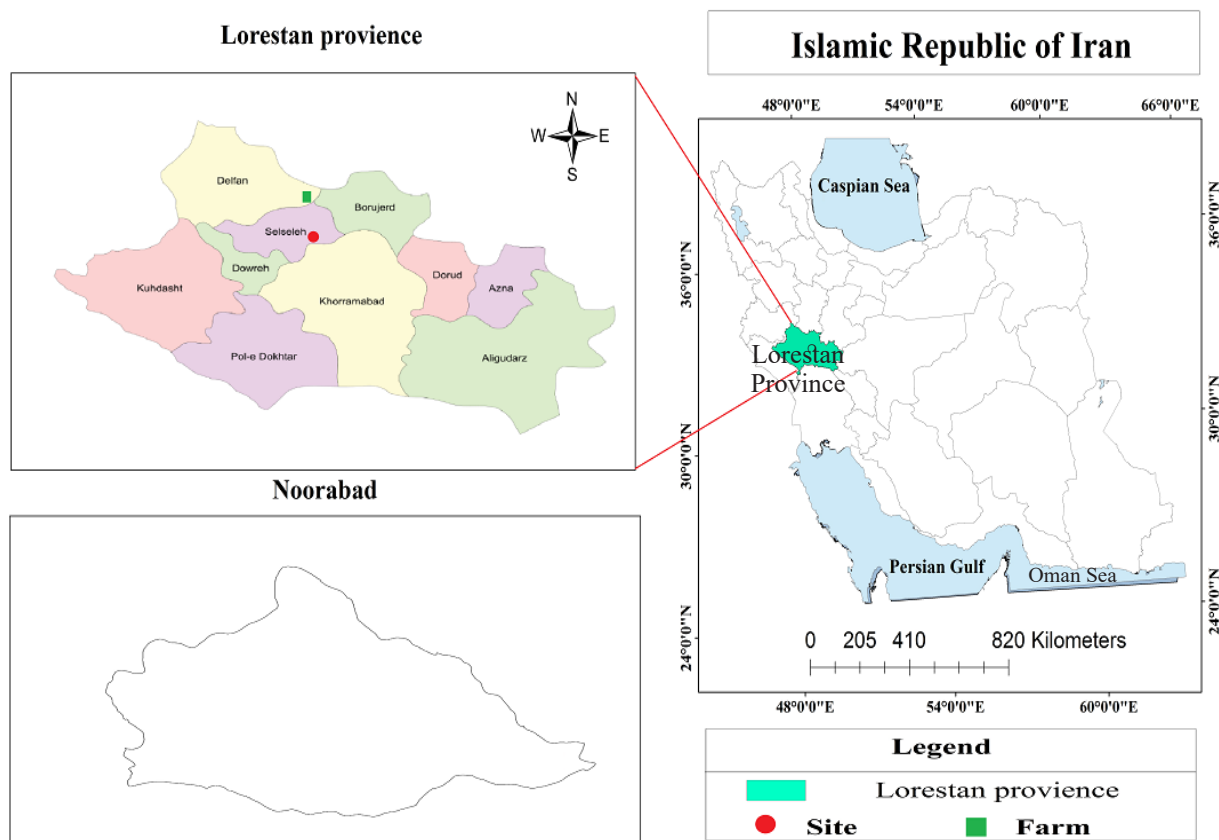 Lorestan provience
Islamic Republic of Iran
N
W E
S
Delfan
Borujerd
Selseleh
Dowreh
Kuhdasht
Khorramabad
Dorud
Azna
Pol-e Dokhtar
Aligudarz
48°0'0"E 54°0'0"E 60°0'0"E 66°0'0"E
Caspian Sea
36°0'0"N
36°0'0"N
Lorestan
Province
30°0'0"N
30°0'0"N
Persian Gulf
Oman Sea
24°0'0"N
24°0'0"N
0 205 410 820 Kilometers
48°0'0"E 54°0'0"E 60°0'0"E
Noorabad
Legend
Lorestan provience
Site Farm